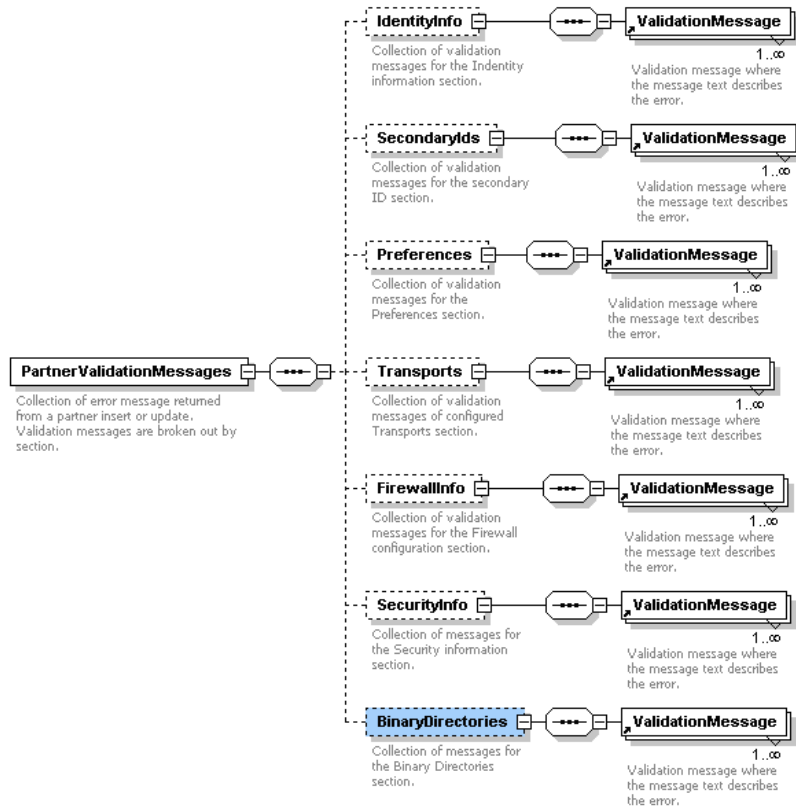 IdentityInfo
ValidationMessage
1..∞
Collection of validation
messages for the Indentity
information section.
Validation message where
the message text describes
the error.
SecondaryIds
ValidationMessage
1..∞
Collection of validation
messages for the secondary
ID section.
Validation message where
the message text describes
the error.
Preferences
ValidationMessage
1..∞
Collection of validation
messages for the
Preferences section.
Validation message where
the message text describes
the error.
PartnerValidationMessages
Collection of error message returned
from a partner insert or update.
Validation messages are broken out by
section.
Transports
ValidationMessage
1..∞
Collection of validation
messages of configured
Transports section.
Validation message where
the message text describes
the error.
FirewallInfo
ValidationMessage
1..∞
Collection of validation
messages for the Firewall
configuration section.
Validation message where
the message text describes
the error.
SecurityInfo
ValidationMessage
1..∞
Collection of messages for
the Security information
section.
Validation message where
the message text describes
the error.
BinaryDirectories
ValidationMessage
1..∞
Collection of messages for
the Binary Directories
section.
Validation message where
the message text describes
the error.